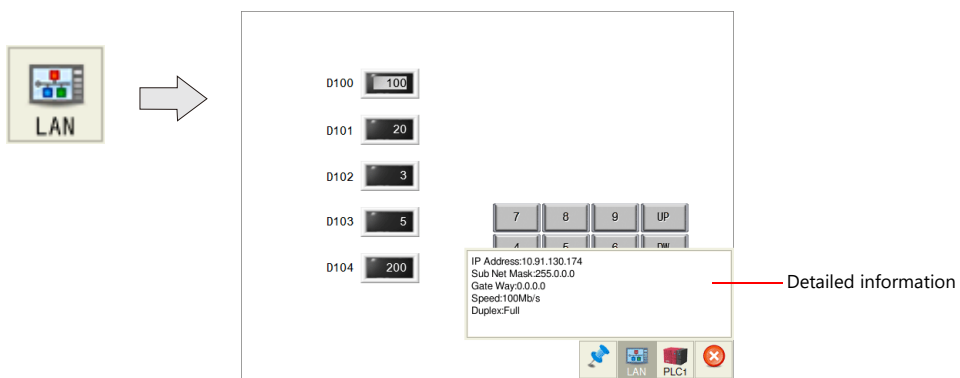 LAN
D100 100
D101 20
D102 3
D103 5
D104 200
7 8 9 UP
4 5 6 DW
IP Address:10.91.130.174
Sub Net Mask:255.0.0.0
Gate Way:0.0.0.0
Speed:100Mb/s
Duplex:Full
Detailed information
LAN PLC1